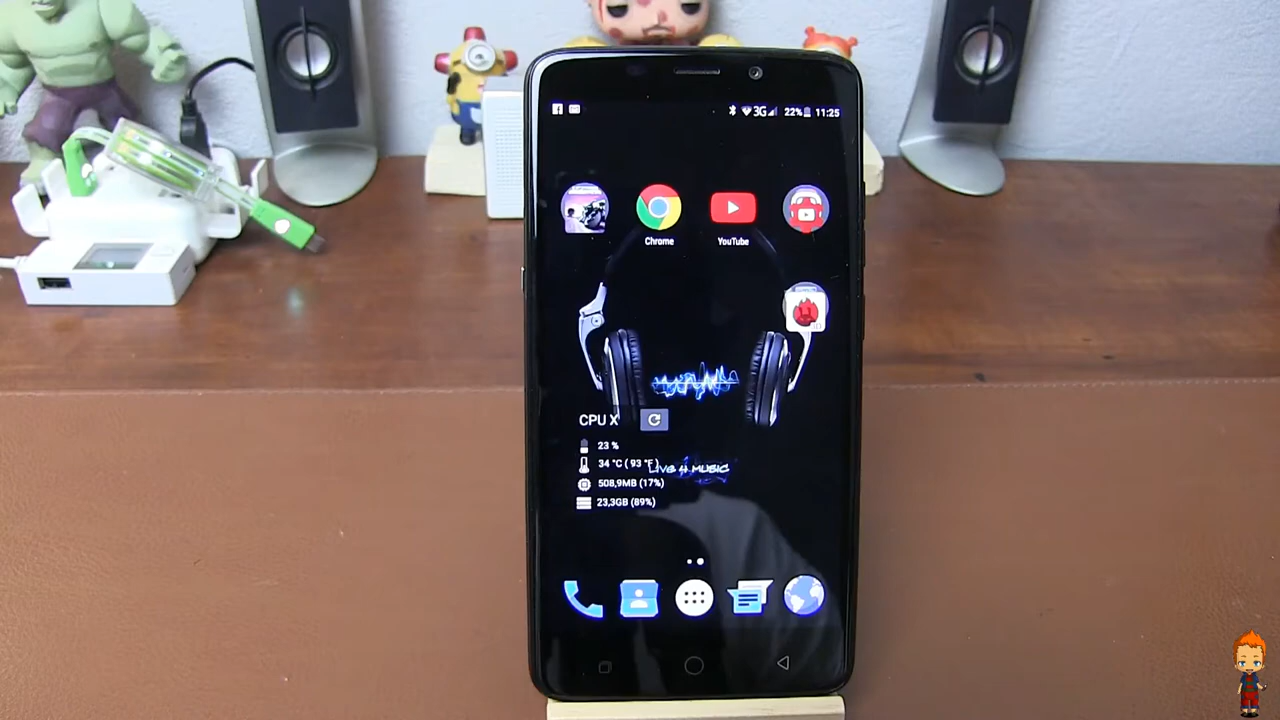 3G 22% 11:25
Chrome YouTube
3D
CPU X
23 %
34 °C ( 93 °F)
LIVE 4 MUSIC
508,9MB (17%)
23,3GB (89%)